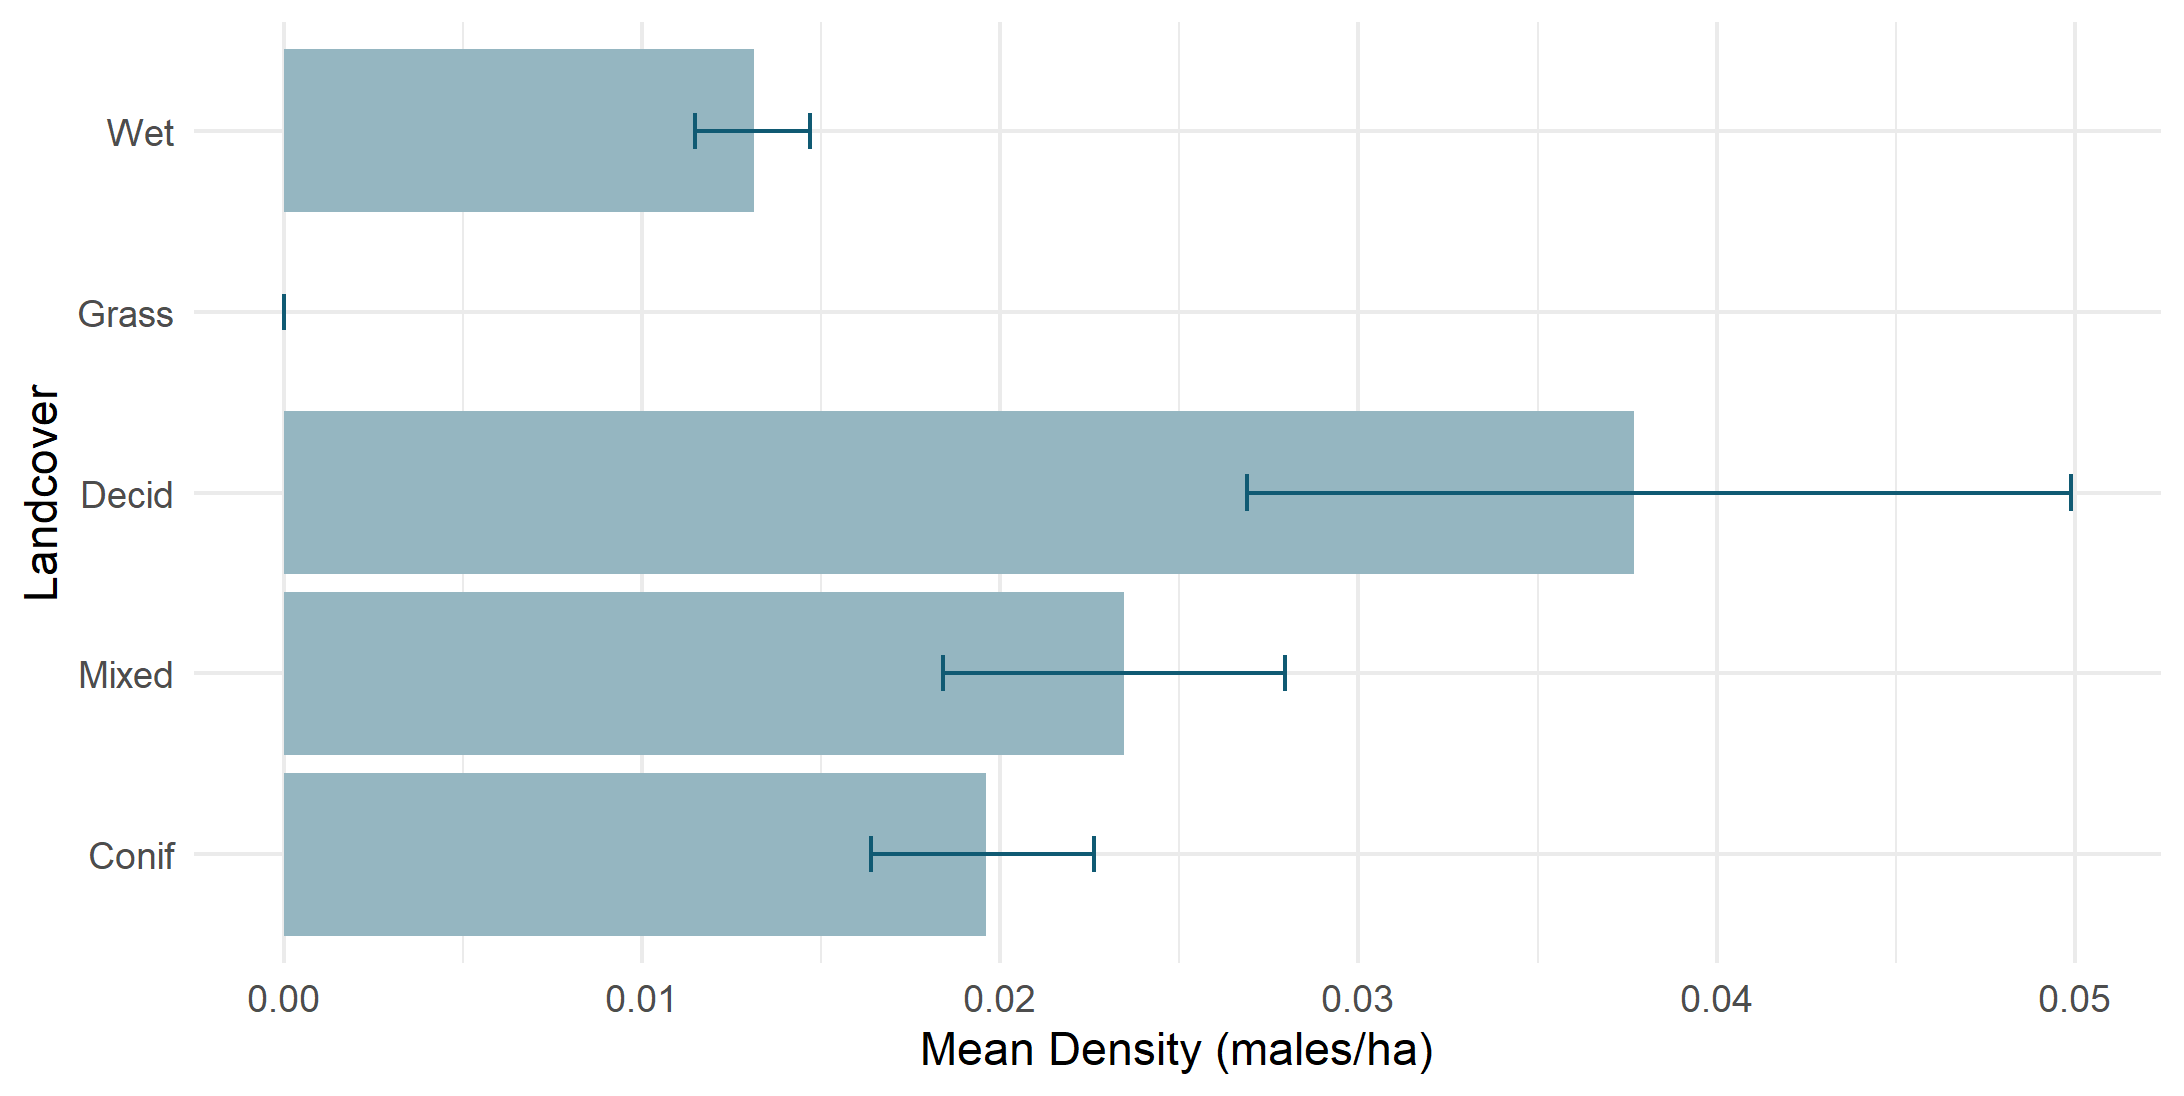 Wet
Grass
Decid
Mixed
Conif
Landcover
0.00 0.01 0.02 0.03 0.04 0.05
Mean Density (males/ha)